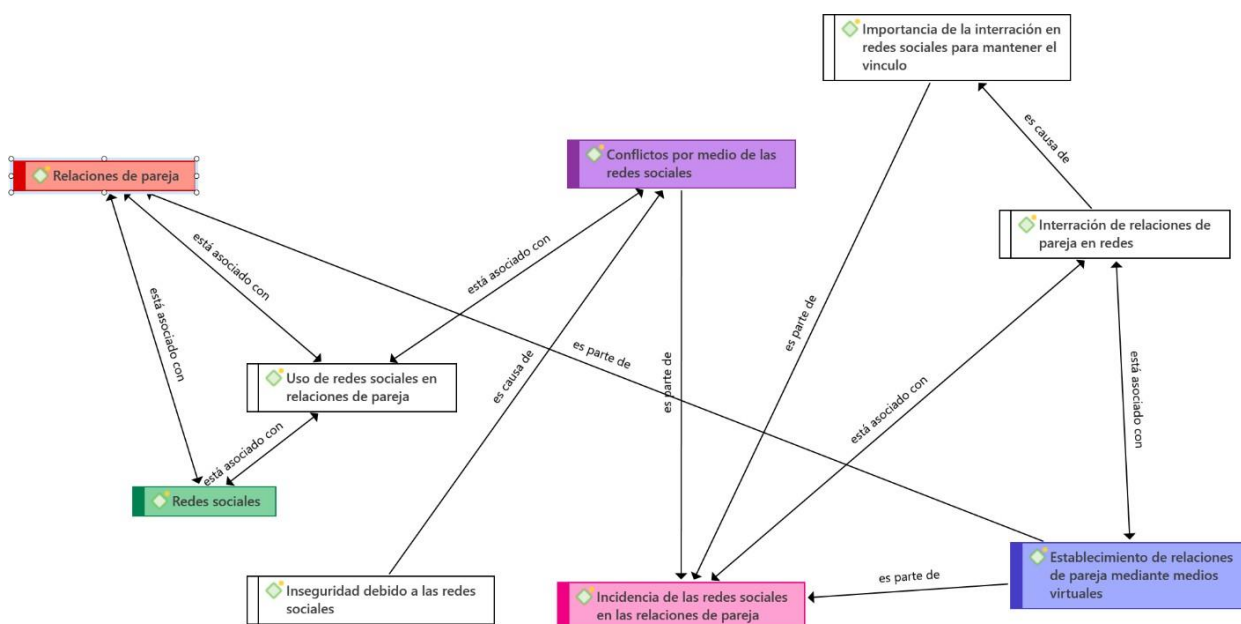 Importancia de la interración en
redes sociales para mantener el
vinculo
es causa de
Conflictos por medio de las
redes sociales
Relaciones de pareja
Interración de relaciones de
pareja en redes
está asociado con
está asociado con
está asociado con
es parte de
es parte de
es parte de
es causa de
está asociado con
está asociado con
Uso de redes sociales en
relaciones de pareja
está asociado con
Redes sociales
Establecimiento de relaciones
de pareja mediante medios
virtuales
es parte de
Inseguridad debido a las redes
sociales
Incidencia de las redes sociales
en las relaciones de pareja